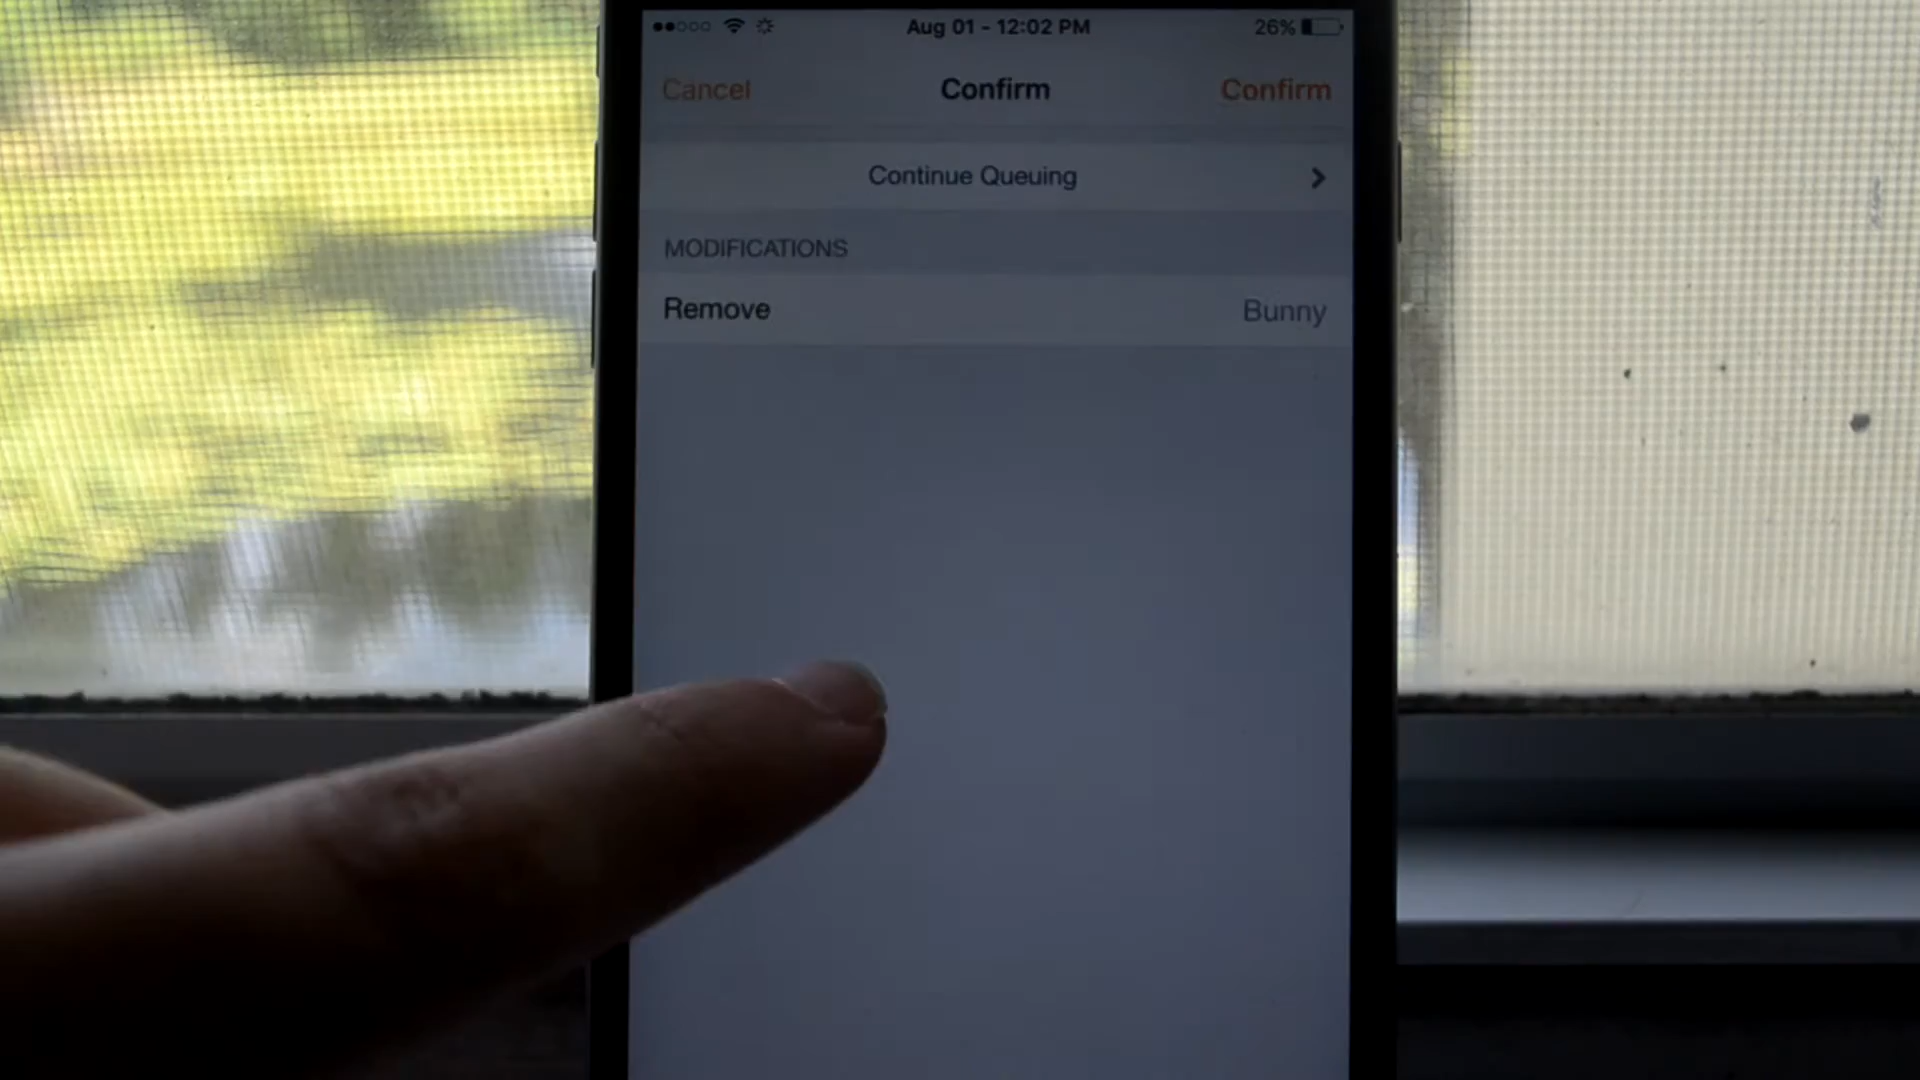 Aug 01 - 12:02 PM 26%
Cancel Confirm Confirm
Continue Queuing
MODIFICATIONS
Remove Bunny